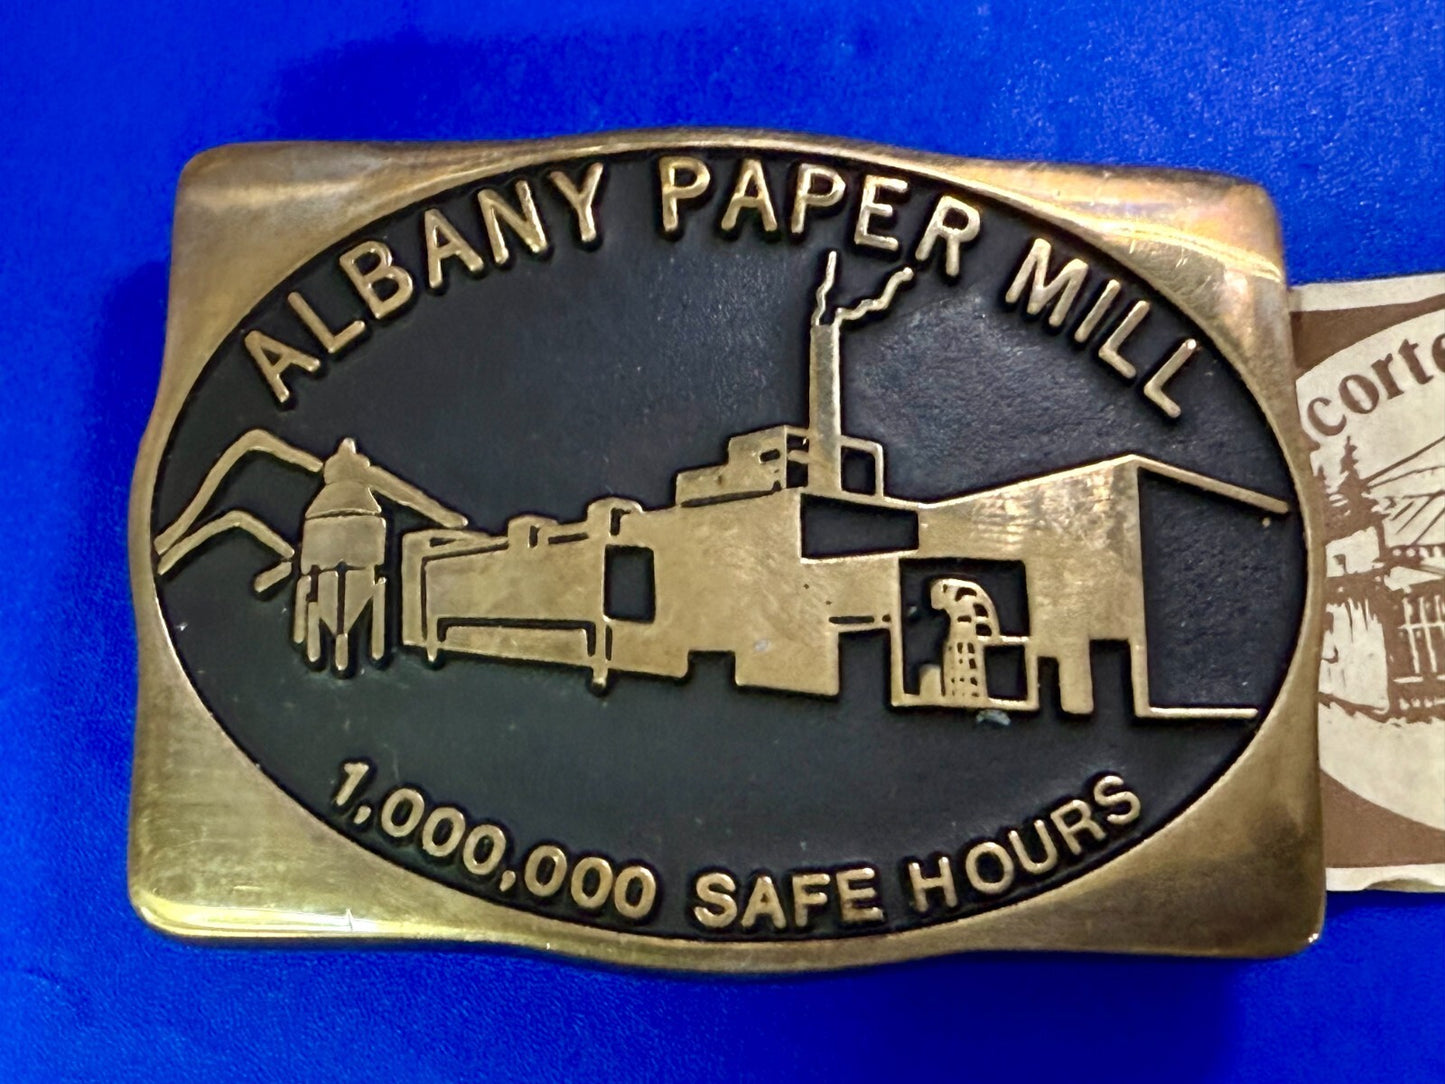 ALBANY PAPER MILL
1,000,000 SAFE HOURS